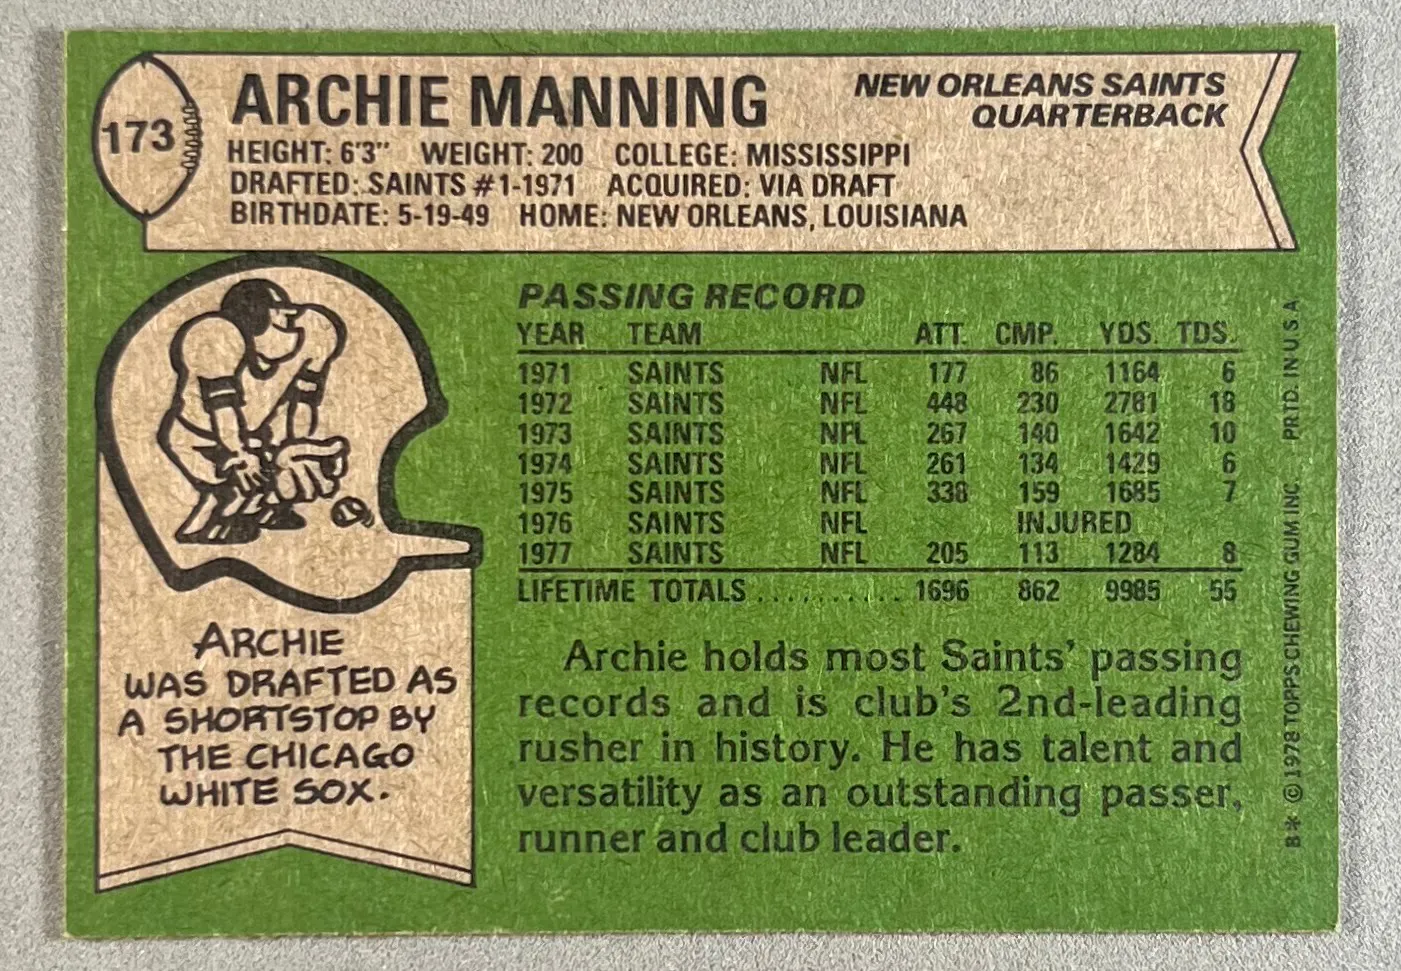 173
ARCHIE MANNING
NEW ORLEANS SAINTS
QUARTERBACK
HEIGHT: 6'3" WEIGHT: 200 COLLEGE: MISSISSIPPI
DRAFTED: SAINTS #1-1971 ACQUIRED: VIA DRAFT
BIRTHDATE: 5-19-49 HOME: NEW ORLEANS, LOUISIANA
ARCHIE
WAS DRAFTED AS
A SHORTSTOP BY
THE CHICAGO
WHITE SOX.
PASSING RECORD
YEAR TEAM ATT. CMP. YDS. TDS.
1971 SAINTS NFL 177 86 1164 6
1972 SAINTS NFL 448 230 2781 18
1973 SAINTS NFL 267 140 1642 10
1974 SAINTS NFL 261 134 1429 6
1975 SAINTS NFL 338 159 1685 7
1976 SAINTS NFL INJURED
1977 SAINTS NFL 205 113 1284 8
LIFETIME TOTALS .......... 1696 862 9985 55
Archie holds most Saints' passing
records and is club's 2nd-leading
rusher in history. He has talent and
versatility as an outstanding passer,
runner and club leader.
B* © 1978 TOPPS CHEWING GUM INC. PRTD. IN U.S.A